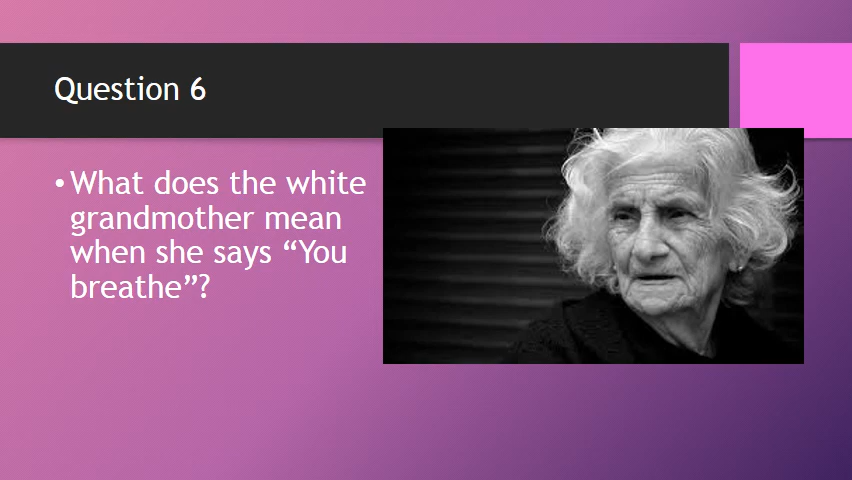 Question 6
•What does the white
grandmother mean
when she says “You
breathe”?